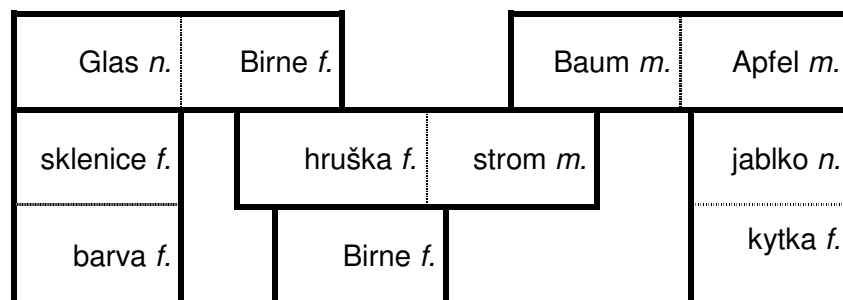 Glas n. Birne f. Baum m. Apfel m.
sklenice f. hruška f. strom m. jablko n.
barva f. Birne f. kytka f.